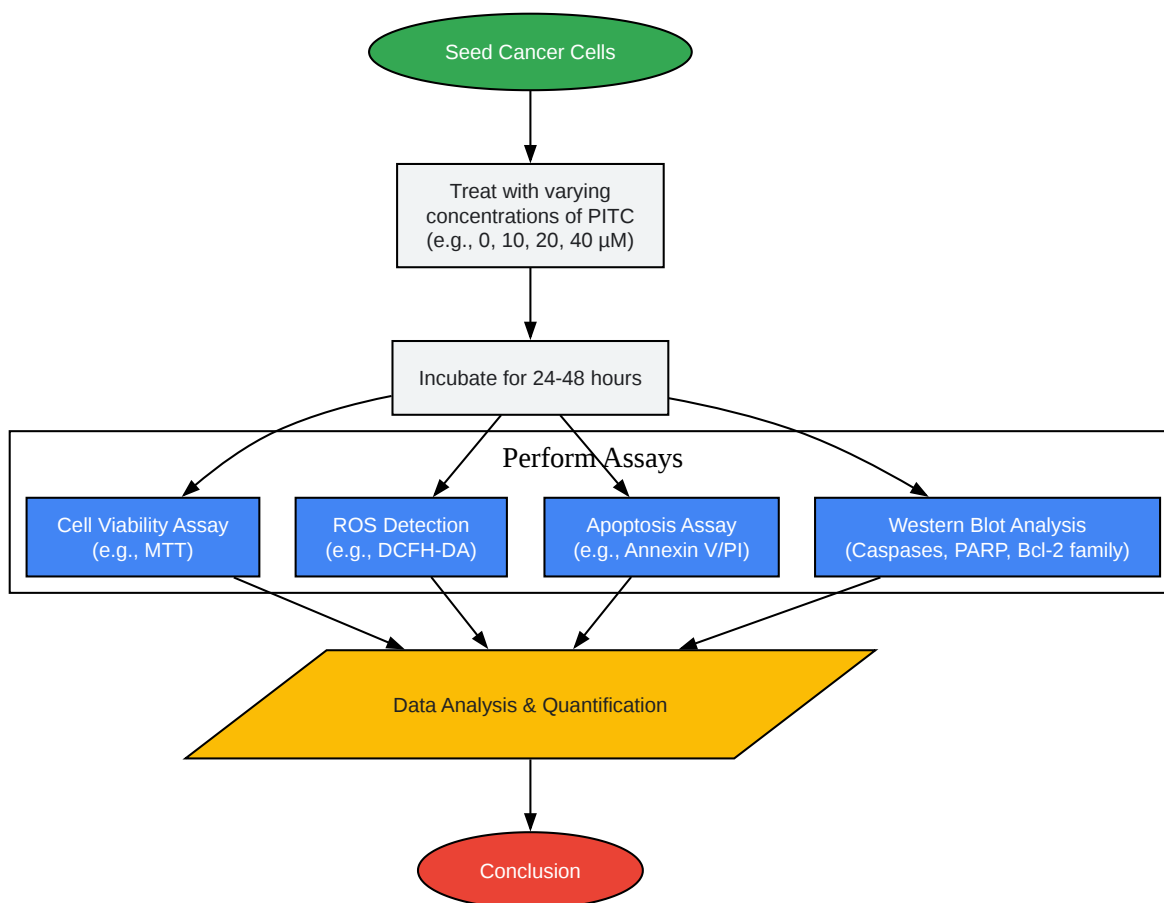 Seed Cancer Cells
Treat with varying
concentrations of PITC
(e.g., 0, 10, 20, 40 µM)
Incubate for 24-48 hours
Perform Assays
Cell Viability Assay
(e.g., MTT)
ROS Detection
(e.g., DCFH-DA)
Apoptosis Assay
(e.g., Annexin V/PI)
Western Blot Analysis
(Caspases, PARP, Bcl-2 family)
Data Analysis & Quantification
Conclusion